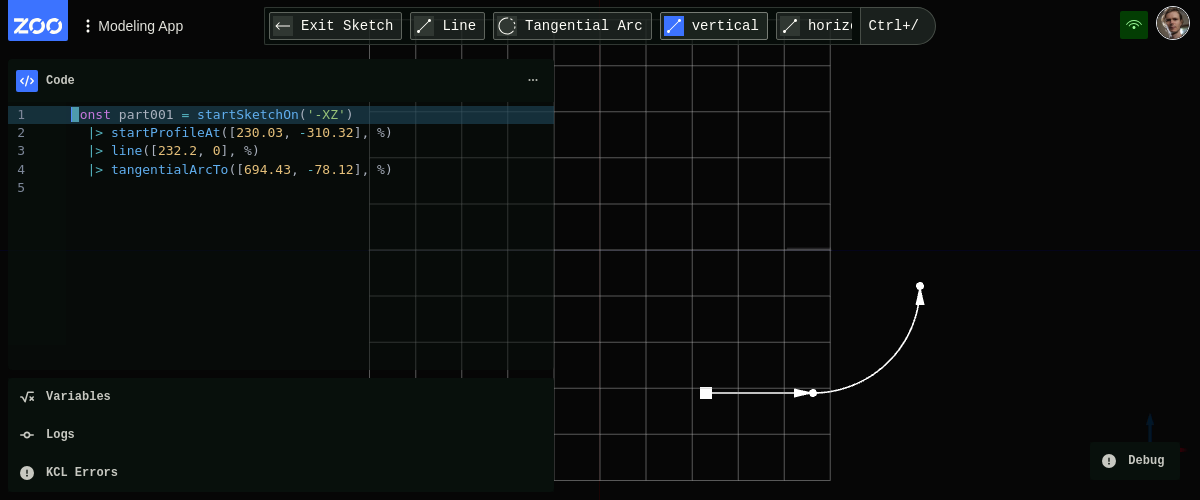 ZOO
Modeling App
Exit Sketch
Line
Tangential Arc
vertical
horiz
Ctrl+/
Code
1 onst part001 = startSketchOn('-XZ')
2 |> startProfileAt([230.03, -310.32], %)
3 |> line([232.2, 0], %)
4 |> tangentialArcTo([694.43, -78.12], %)
5
Variables
Logs
KCL Errors
Debug